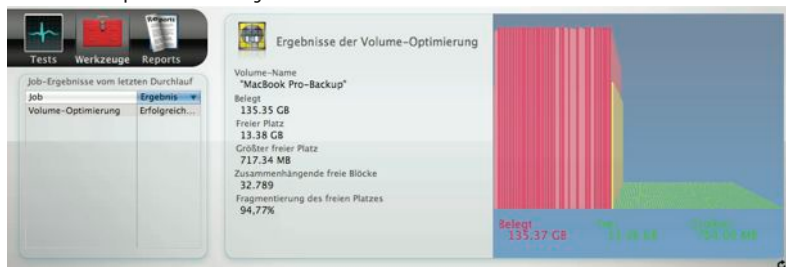 Tests Werkzeuge Reports
Job-Ergebnisse vom letzten Durchlauf
Job Ergebnis
Volume-Optimierung Erfolgreich...
Ergebnisse der Volume-Optimierung
Volume-Name
"MacBook Pro-Backup"
Belegt
135.35 GB
Freier Platz
13.38 GB
Größter freier Platz
717.34 MB
Zusammenhängende freie Blöcke
32.789
Fragmentierung des freien Platzes
94,77%
Belegt
135.37 GB